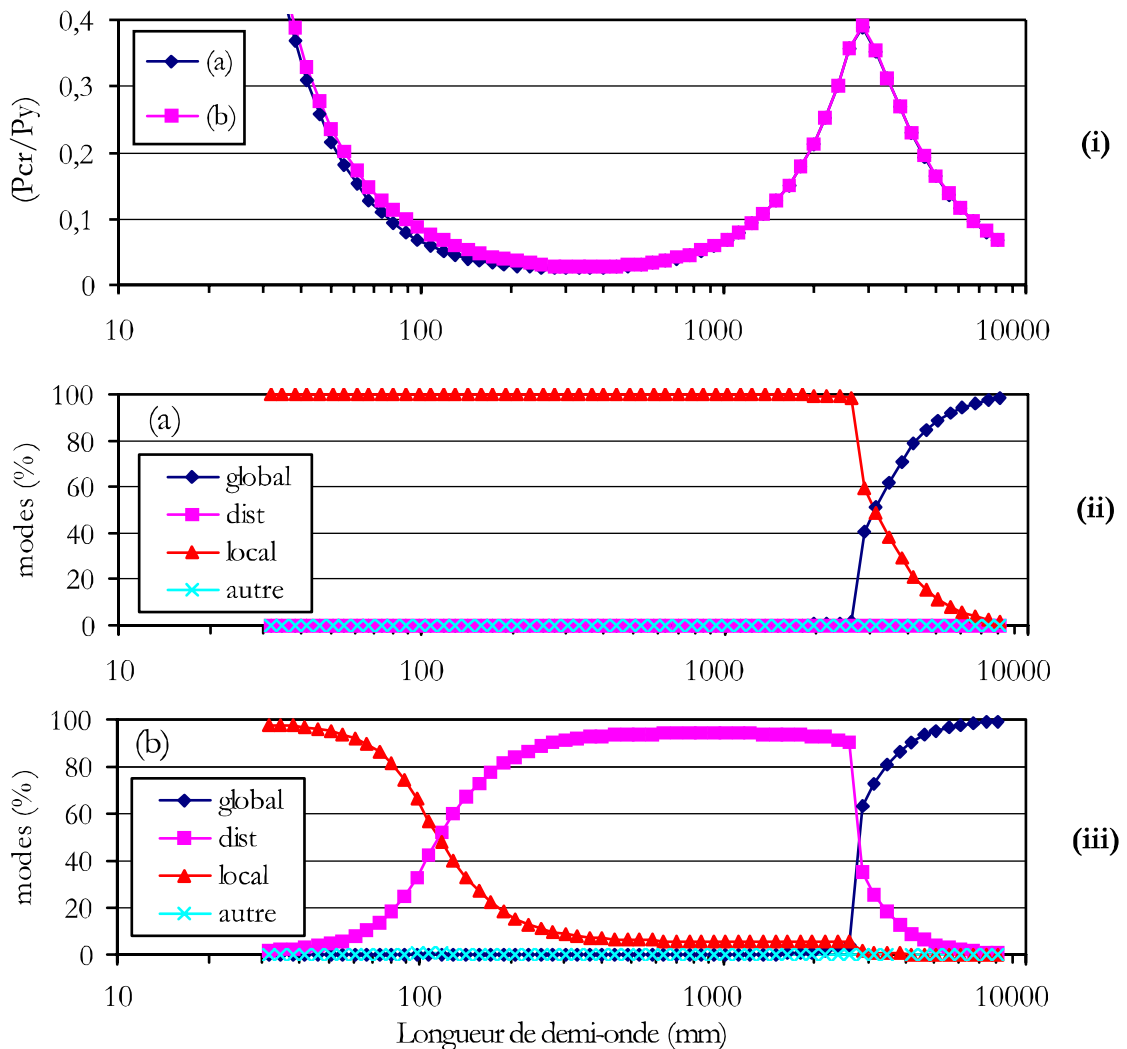 0,4
0,3
0,2
0,1
0
(Pcr/Py)
(a)
(b)
(i)
10 100 1000 10000
100
80
60
40
20
0
modes (%)
(a)
global
dist
local
autre
(ii)
10 100 1000 10000
100
80
60
40
20
0
modes (%)
(b)
global
dist
local
autre
(iii)
10 100 1000 10000
Longueur de demi-onde (mm)